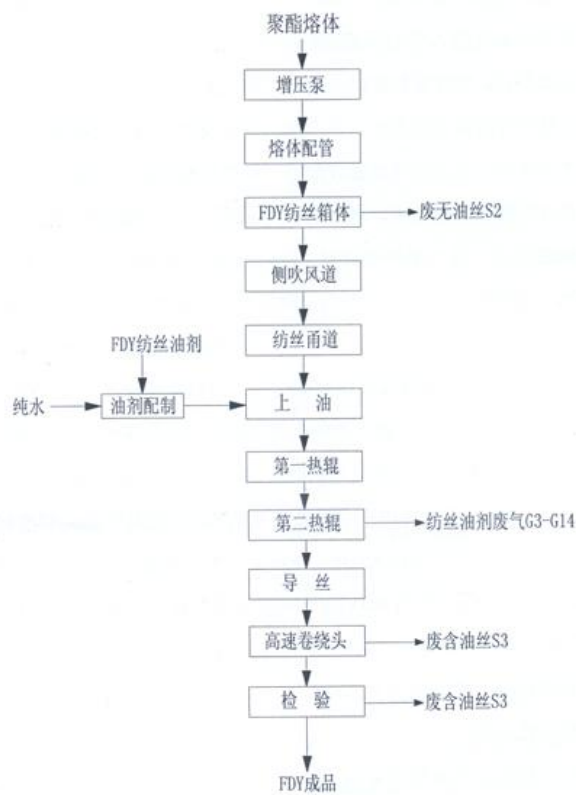 聚酯熔体
增压泵
熔体配管
FDY纺丝箱体
废无油丝S2
侧吹风道
纺丝甬道
FDY纺丝油剂
纯水
油剂配制
上 油
第一热辊
第二热辊
纺丝油剂废气G3-G14
导 丝
高速卷绕头
废含油丝S3
检 验
废含油丝S3
FDY成品